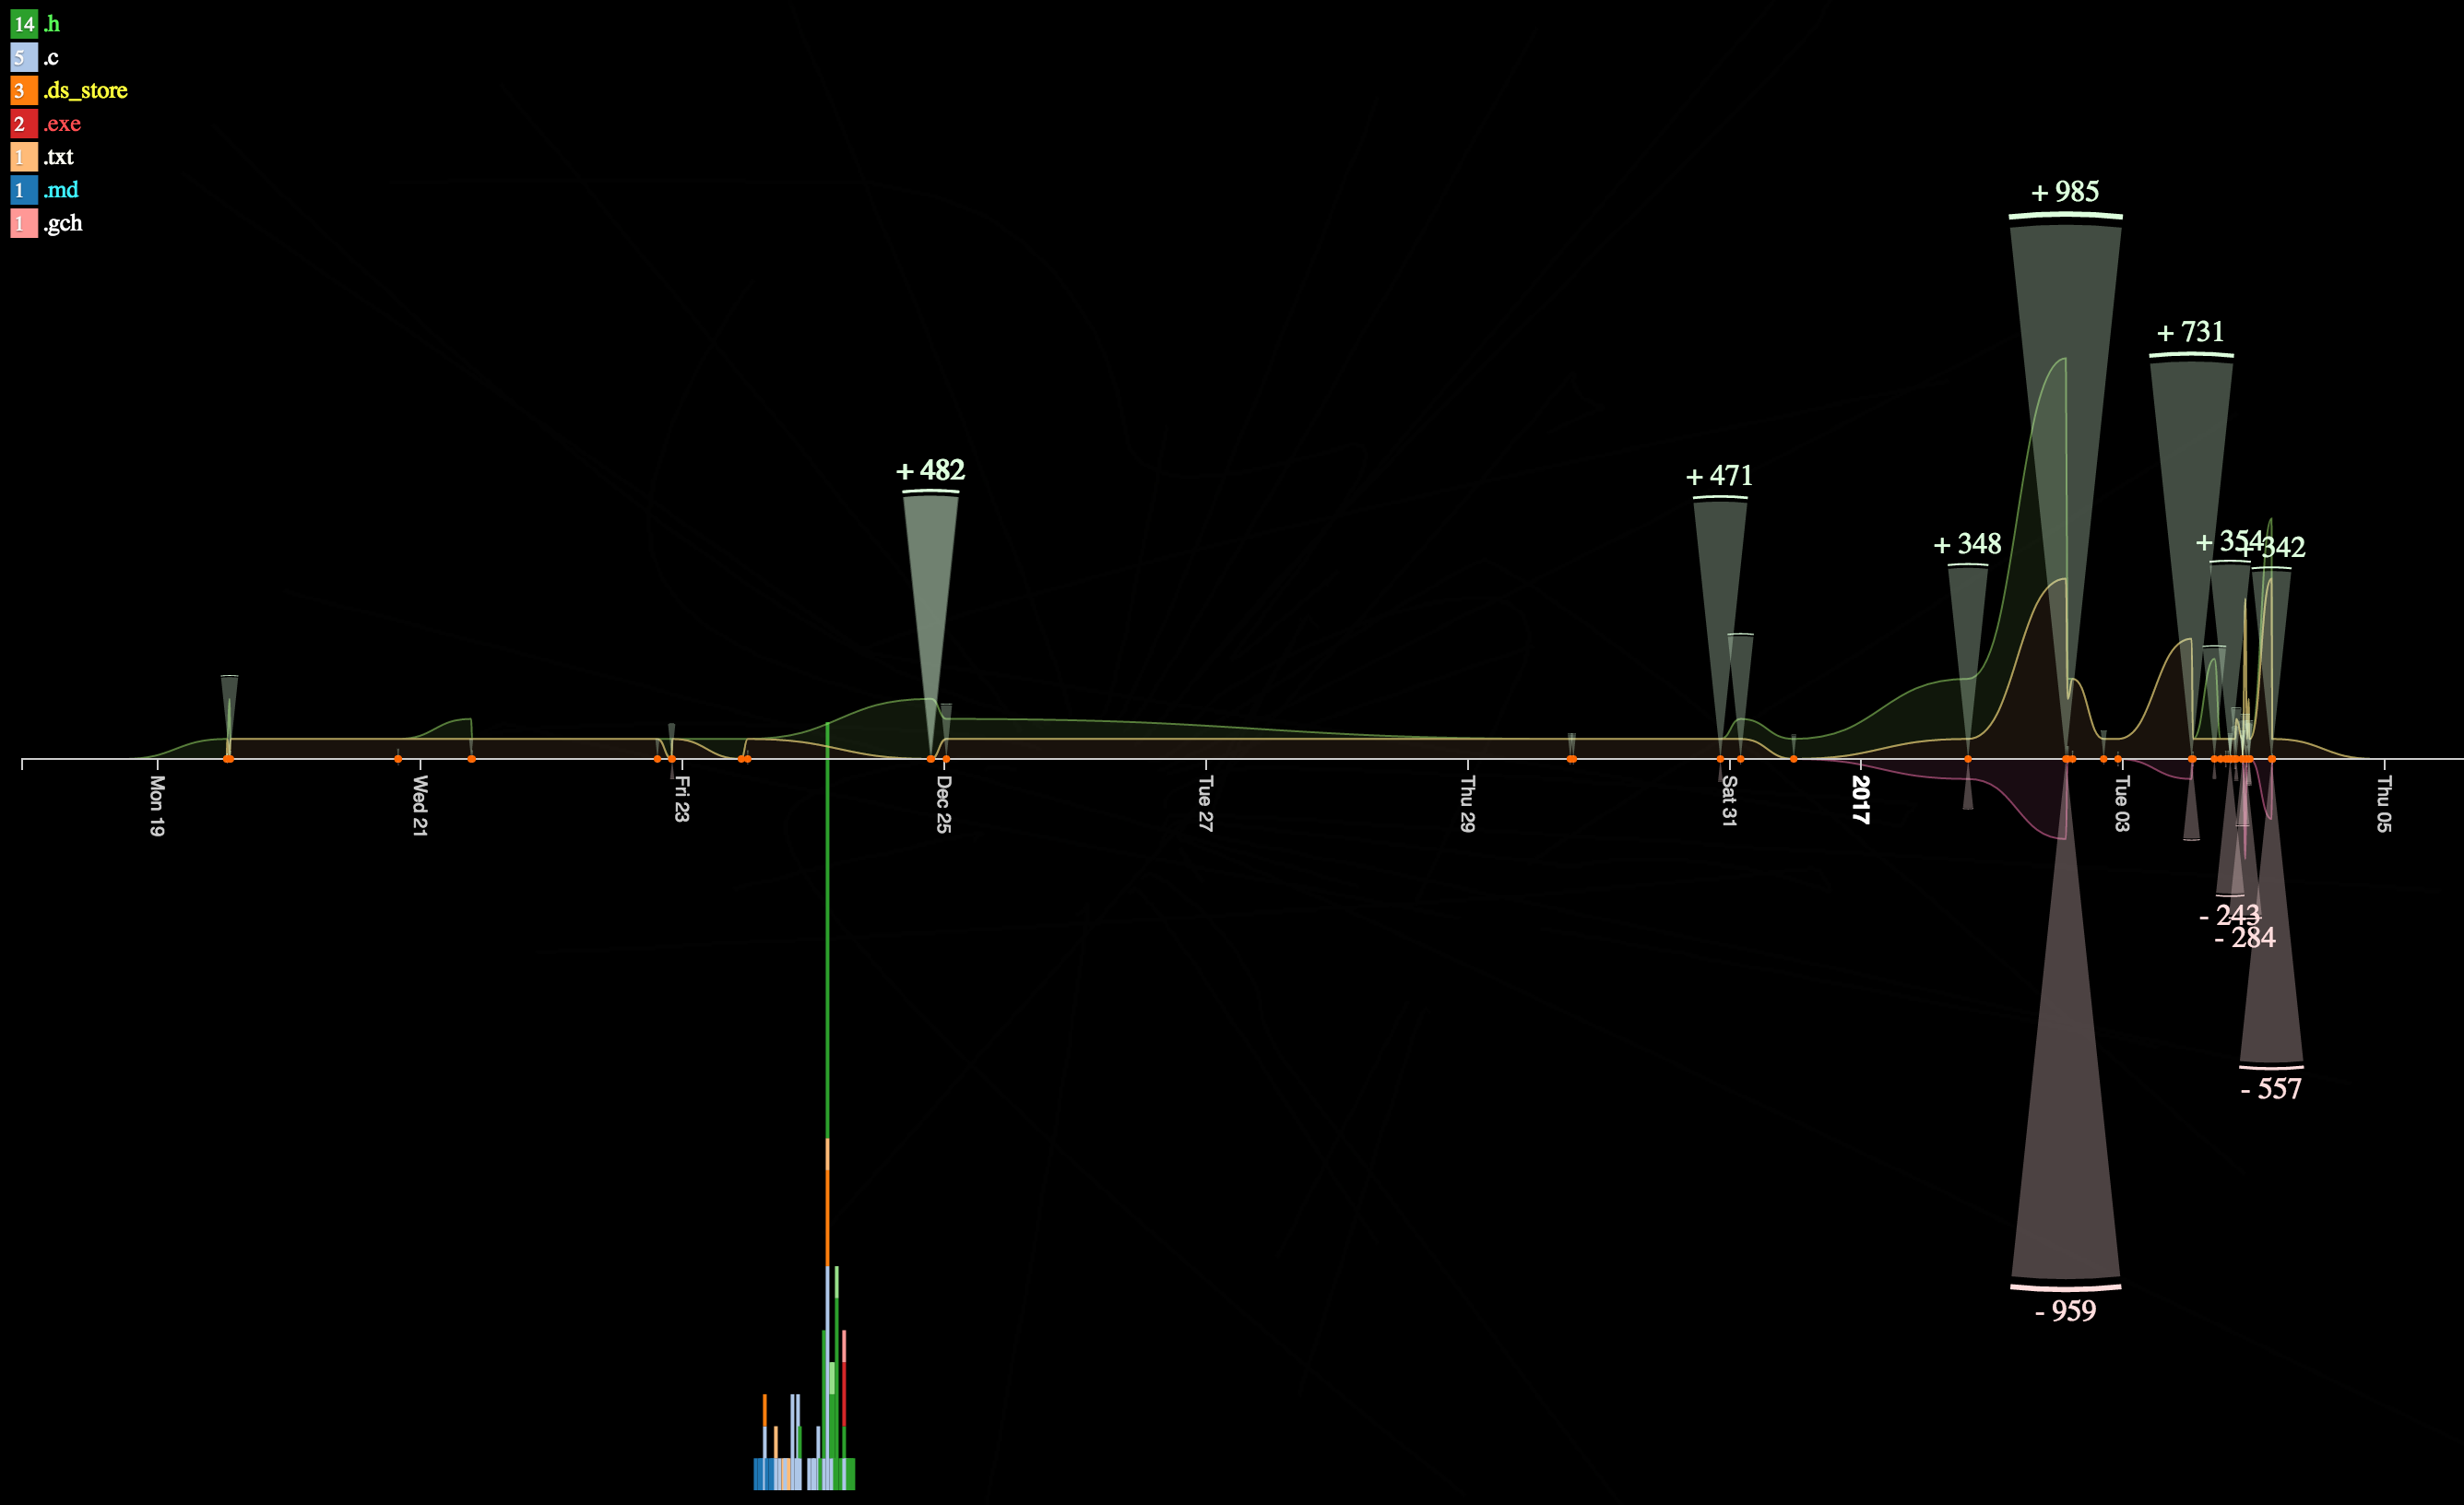 14 .h
5 .c
3 .ds_store
2 .exe
1 .txt
1 .md
1 .gch
+ 985
+ 731
+ 482
+ 471
+ 348
+ 354
+ 342
Mon 19
Wed 21
Fri 23
Dec 25
Tue 27
Thu 29
Sat 31
2017
Tue 03
Thu 05
- 243
- 284
- 557
- 959